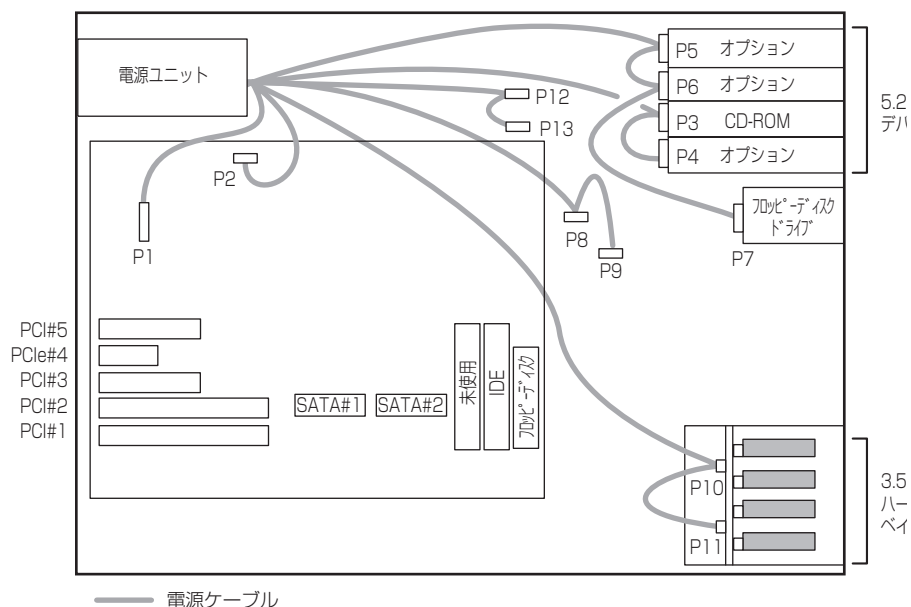 電源ユニット
P5 オプション
P6 オプション
P3 CD-ROM
P4 オプション
5.2
デバ
P12
P13
P2
P1
P8
P9
フロッピーディスク
ドライブ
P7
PCI#5
PCIe#4
PCI#3
PCI#2
PCI#1
SATA#1
SATA#2
未使用
IDE
フロッピーディスク
P10
P11
3.5
ハー
ベイ
電源ケーブル